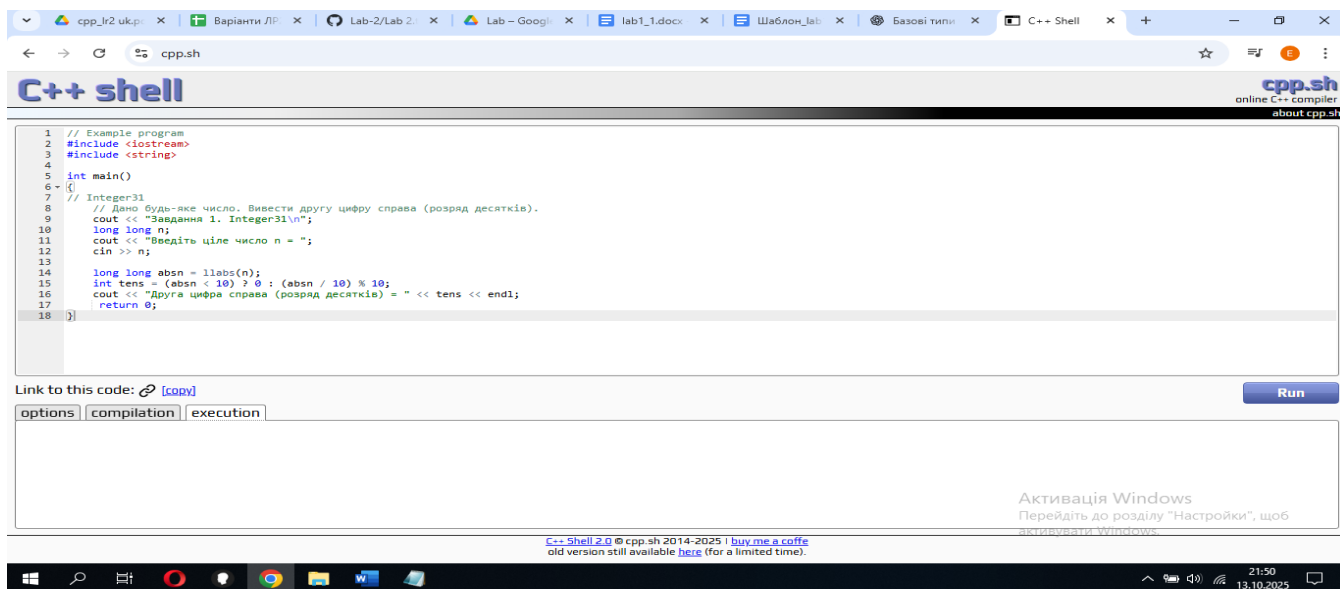 cpp_lr2 uk.p
Варіанти ЛР
Lab-2/Lab 2.
Lab – Google
lab1_1.docx
Шаблон_lab
Базові типи
C++ Shell
cpp.sh
E
C++ shell
cpp.sh
online C++ compiler
about cpp.sh
1 // Example program
2 #include <iostream>
3 #include <string>
4
5 int main()
6 {
7 // Integer31
8 // Дано будь-яке число. Вивести другу цифру справа (розряд десятків).
9 cout << "Завдання 1. Integer31\n";
10 long long n;
11 cout << "Введіть ціле число n = ";
12 cin >> n;
13
14 long long absn = llabs(n);
15 int tens = (absn < 10) ? 0 : (absn / 10) % 10;
16 cout << "Друга цифра справа (розряд десятків) = " << tens << endl;
17 return 0;
18 }
Link to this code: [copy]
Run
options compilation execution
Активація Windows
Перейдіть до розділу "Настройки", щоб
активувати Windows.
C++ Shell 2.0 © cpp.sh 2014-2025 | buy me a coffe
old version still available here (for a limited time).
21:50
13.10.2025